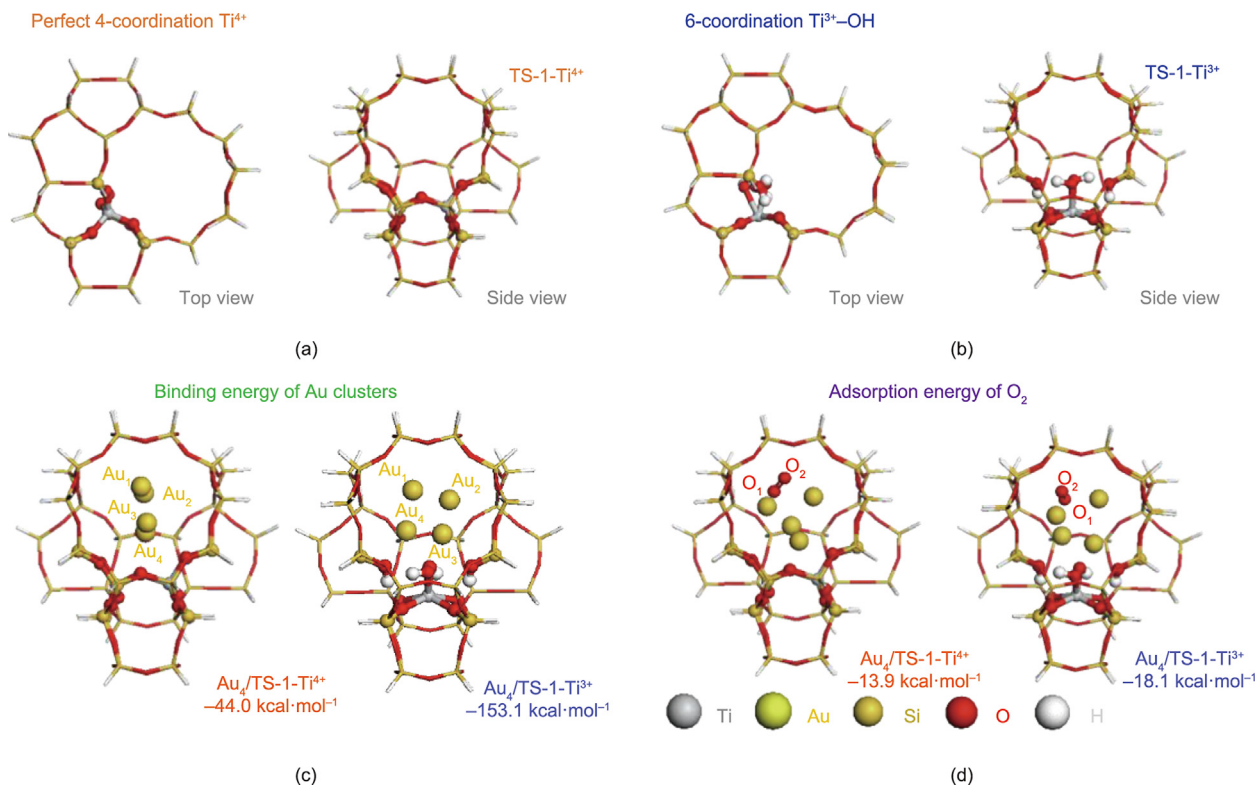 Perfect 4-coordination Ti⁴⁺
6-coordination Ti³⁺–OH
TS-1-Ti⁴⁺
TS-1-Ti³⁺
Top view
Side view
Top view
Side view
(a)
(b)
Binding energy of Au clusters
Adsorption energy of O₂
Au₁
Au₂
Au₃
Au₄
Au₁
Au₂
Au₄
Au₃
O₂
O₁
O₂
O₁
Au₄/TS-1-Ti⁴⁺
–44.0 kcal·mol⁻¹
Au₄/TS-1-Ti³⁺
–153.1 kcal·mol⁻¹
Au₄/TS-1-Ti⁴⁺
–13.9 kcal·mol⁻¹
Au₄/TS-1-Ti³⁺
–18.1 kcal·mol⁻¹
Ti Au Si O H
(c)
(d)